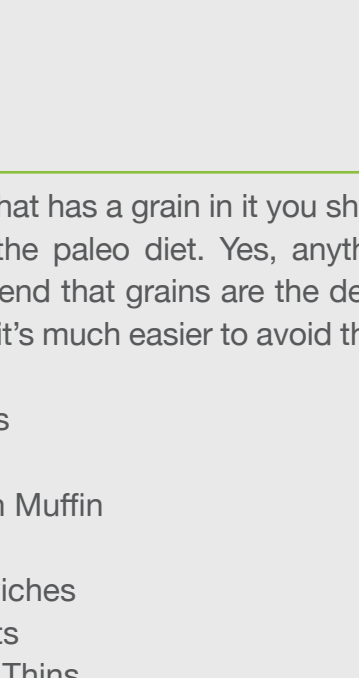 hat has a grain in it you sh
the paleo diet. Yes, anyth
end that grains are the de
it’s much easier to avoid th
s
n Muffin
iches
ts
Thins